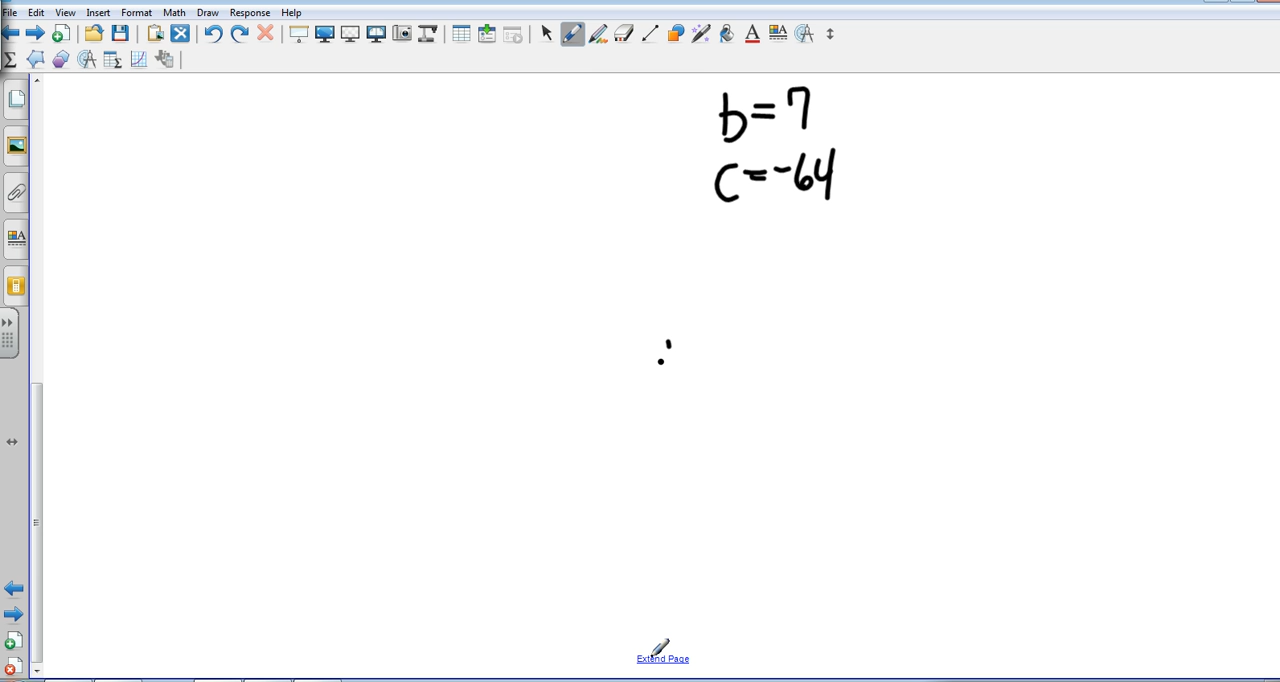 File Edit View Insert Format Math Draw Response Help
b=7
c=-64
Extend Page